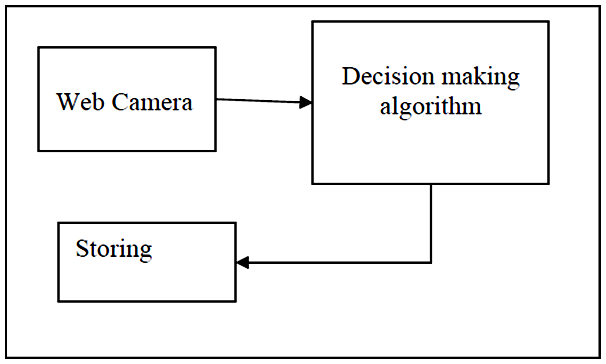 Web Camera
Decision making
algorithm
Storing